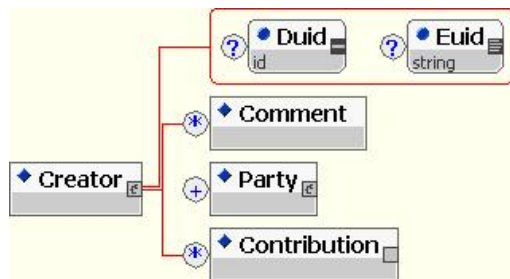 ? Duid ? Euid
id string
* Comment
Creator
+ Party
* Contribution